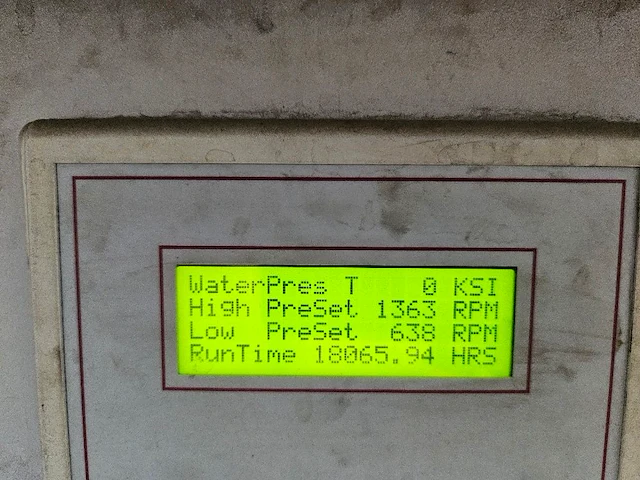 WaterPres T 0 KSI
High PreSet 1363 RPM
Low PreSet 638 RPM
RunTime 18065.94 HRS